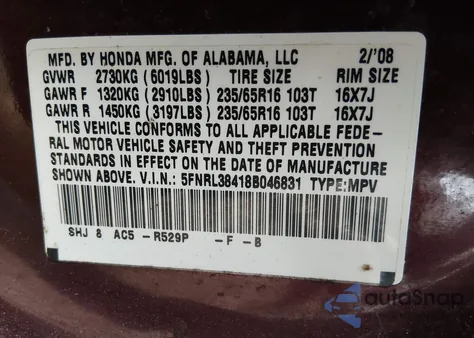 MFD. BY HONDA MFG. OF ALABAMA, LLC 2/'08
GVWR 2730KG (6019LBS) TIRE SIZE RIM SIZE
GAWR F 1320KG (2910LBS) 235/65R16 103T 16X7J
GAWR R 1450KG (3197LBS) 235/65R16 103T 16X7J
THIS VEHICLE CONFORMS TO ALL APPLICABLE FEDE-
RAL MOTOR VEHICLE SAFETY AND THEFT PREVENTION
STANDARDS IN EFFECT ON THE DATE OF MANUFACTURE
SHOWN ABOVE. V.I.N.: 5FNRL38418B046831 TYPE:MPV
SHJ 8 AC5 -R529P -F -B
autoSnap